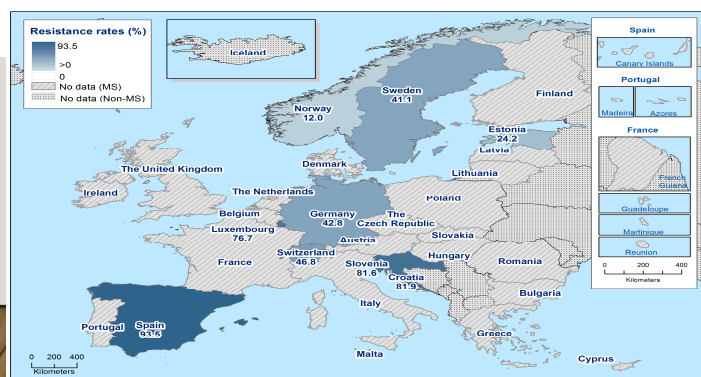 Resistance rates (%)
93.5
>0
0
No data (MS)
No data (Non-MS)
Iceland
Norway
12.0
Sweden
41.1
Finland
Estonia
24.2
Latvia
Lithuania
Denmark
The United Kingdom
Ireland
The Netherlands
Belgium
Luxembourg
76.7
Germany
42.8
Poland
The
Czech Republic
Slovakia
Austria
Switzerland
46.8
France
Slovenia
81.6
Croatia
81.9
Hungary
Romania
Bulgaria
Italy
Portugal
Spain
93.5
Greece
Malta
Cyprus
0 200 400
Kilometers
Spain
Canary Islands
Portugal
Madeira
Azores
France
French
Guiana
Guadeloupe
Martinique
Reunion
0 200 400
Kilometers